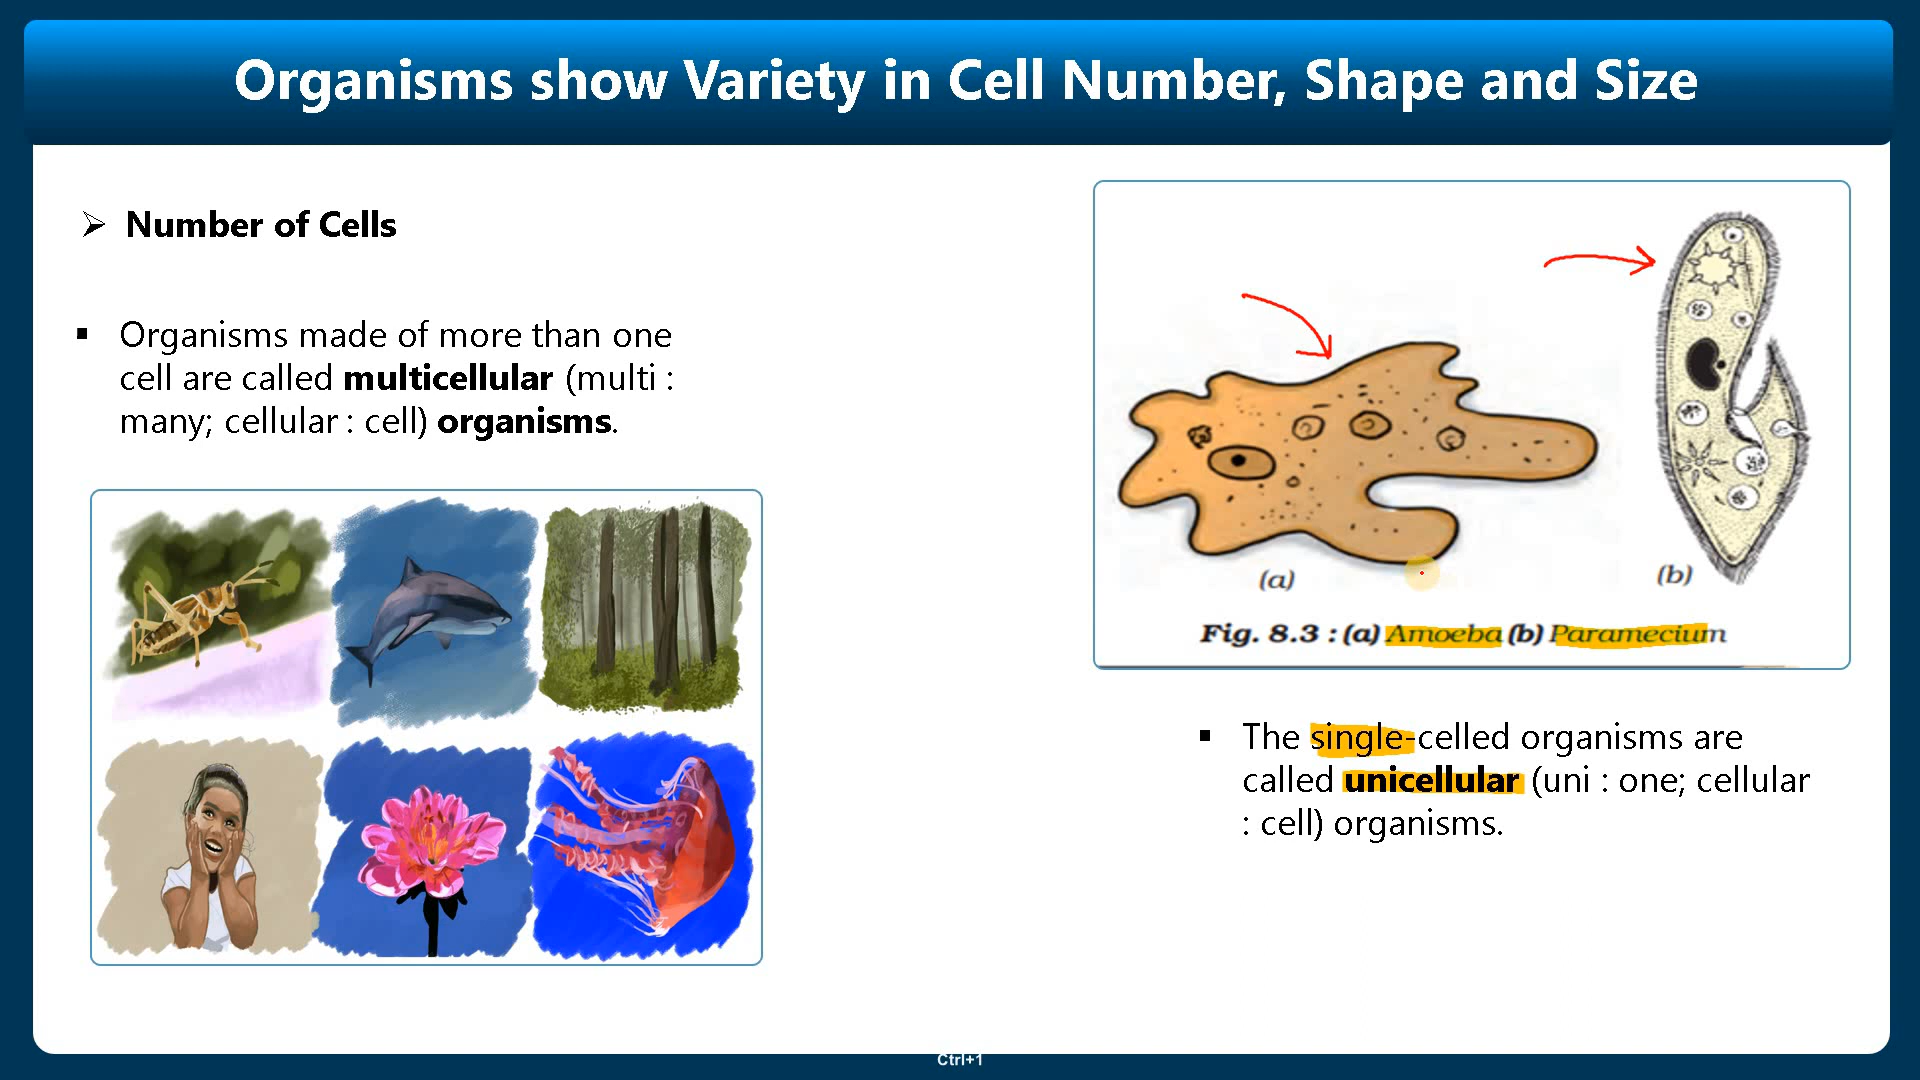 Organisms show Variety in Cell Number, Shape and Size
➢ Number of Cells
▪ Organisms made of more than one
cell are called multicellular (multi :
many; cellular : cell) organisms.
(a)
(b)
Fig. 8.3 : (a) Amoeba (b) Paramecium
▪ The single-celled organisms are
called unicellular (uni : one; cellular
: cell) organisms.
Ctrl+1